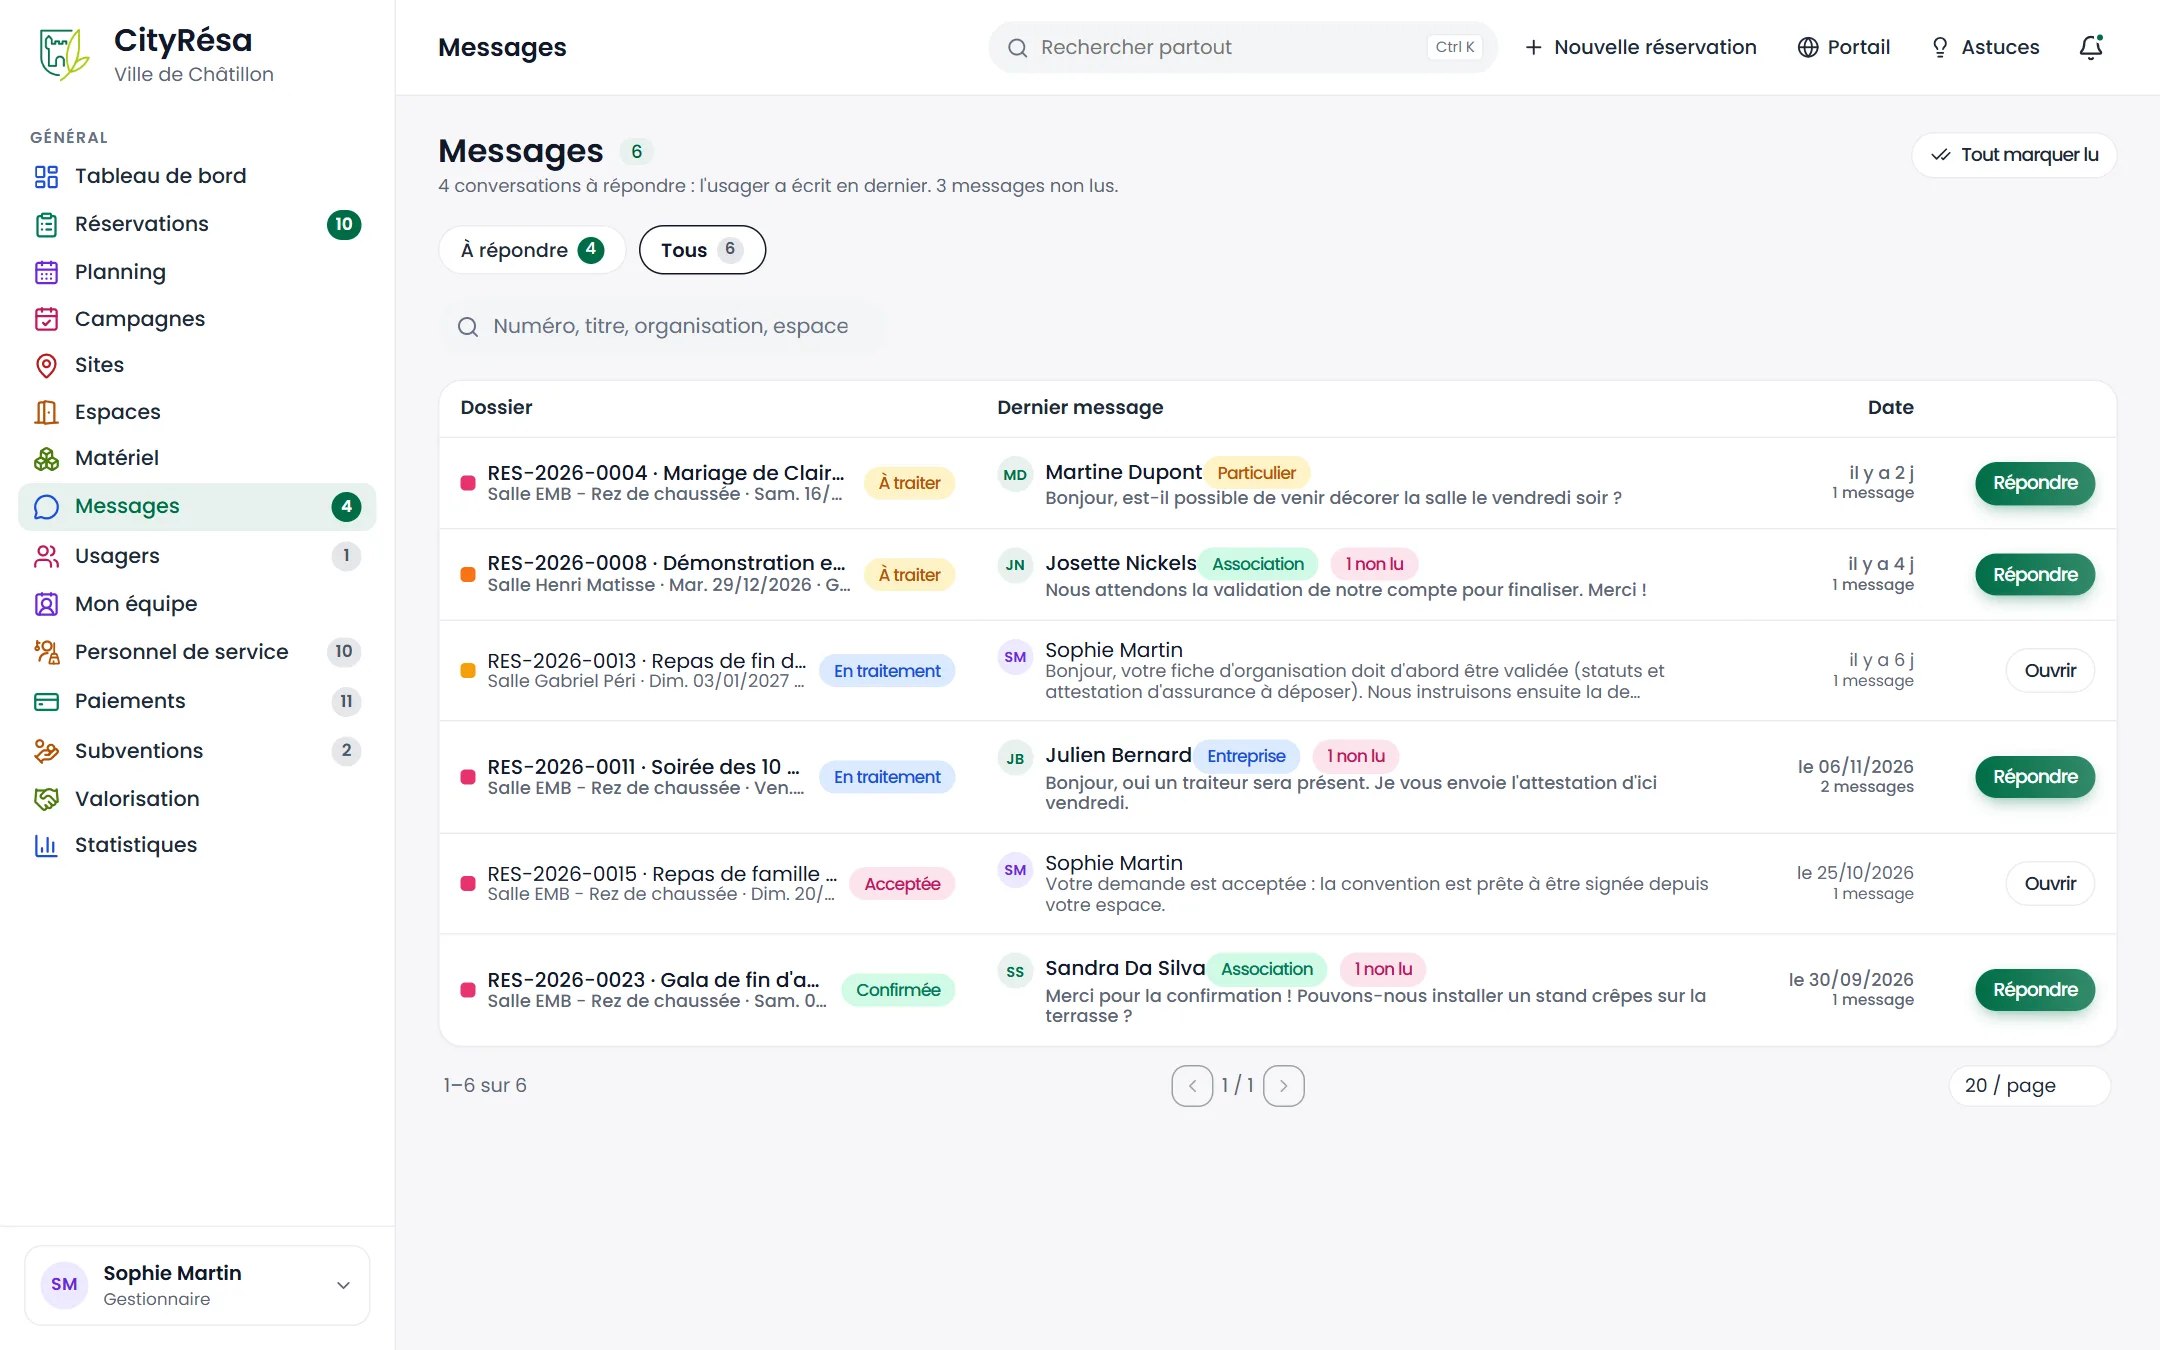 CityRésa
Ville de Châtillon
GÉNÉRAL
Tableau de bord
Réservations 10
Planning
Campagnes
Sites
Espaces
Matériel
Messages 4
Usagers 1
Mon équipe
Personnel de service 10
Paiements 11
Subventions 2
Valorisation
Statistiques
SM
Sophie Martin
Gestionnaire
Messages
Rechercher partout
Ctrl K
Nouvelle réservation
Portail
Astuces
Messages 6
4 conversations à répondre : l'usager a écrit en dernier. 3 messages non lus.
Tout marquer lu
À répondre 4
Tous 6
Numéro, titre, organisation, espace
Dossier
Dernier message
Date
RES-2026-0004 · Mariage de Clair...
Salle EMB - Rez de chaussée · Sam. 16/...
À traiter
MD
Martine Dupont Particulier
Bonjour, est-il possible de venir décorer la salle le vendredi soir ?
il y a 2 j
1 message
Répondre
RES-2026-0008 · Démonstration e...
Salle Henri Matisse · Mar. 29/12/2026 · G...
À traiter
JN
Josette Nickels Association 1 non lu
Nous attendons la validation de notre compte pour finaliser. Merci !
il y a 4 j
1 message
Répondre
RES-2026-0013 · Repas de fin d...
Salle Gabriel Péri · Dim. 03/01/2027 ...
En traitement
SM
Sophie Martin
Bonjour, votre fiche d'organisation doit d'abord être validée (statuts et
attestation d'assurance à déposer). Nous instruisons ensuite la de...
il y a 6 j
1 message
Ouvrir
RES-2026-0011 · Soirée des 10 ...
Salle EMB - Rez de chaussée · Ven....
En traitement
JB
Julien Bernard Entreprise 1 non lu
Bonjour, oui un traiteur sera présent. Je vous envoie l'attestation d'ici
vendredi.
le 06/11/2026
2 messages
Répondre
RES-2026-0015 · Repas de famille ...
Salle EMB - Rez de chaussée · Dim. 20/...
Acceptée
SM
Sophie Martin
Votre demande est acceptée : la convention est prête à être signée depuis
votre espace.
le 25/10/2026
1 message
Ouvrir
RES-2026-0023 · Gala de fin d'a...
Salle EMB - Rez de chaussée · Sam. 0...
Confirmée
SS
Sandra Da Silva Association 1 non lu
Merci pour la confirmation ! Pouvons-nous installer un stand crêpes sur la
terrasse ?
le 30/09/2026
1 message
Répondre
1–6 sur 6
1 / 1
20 / page